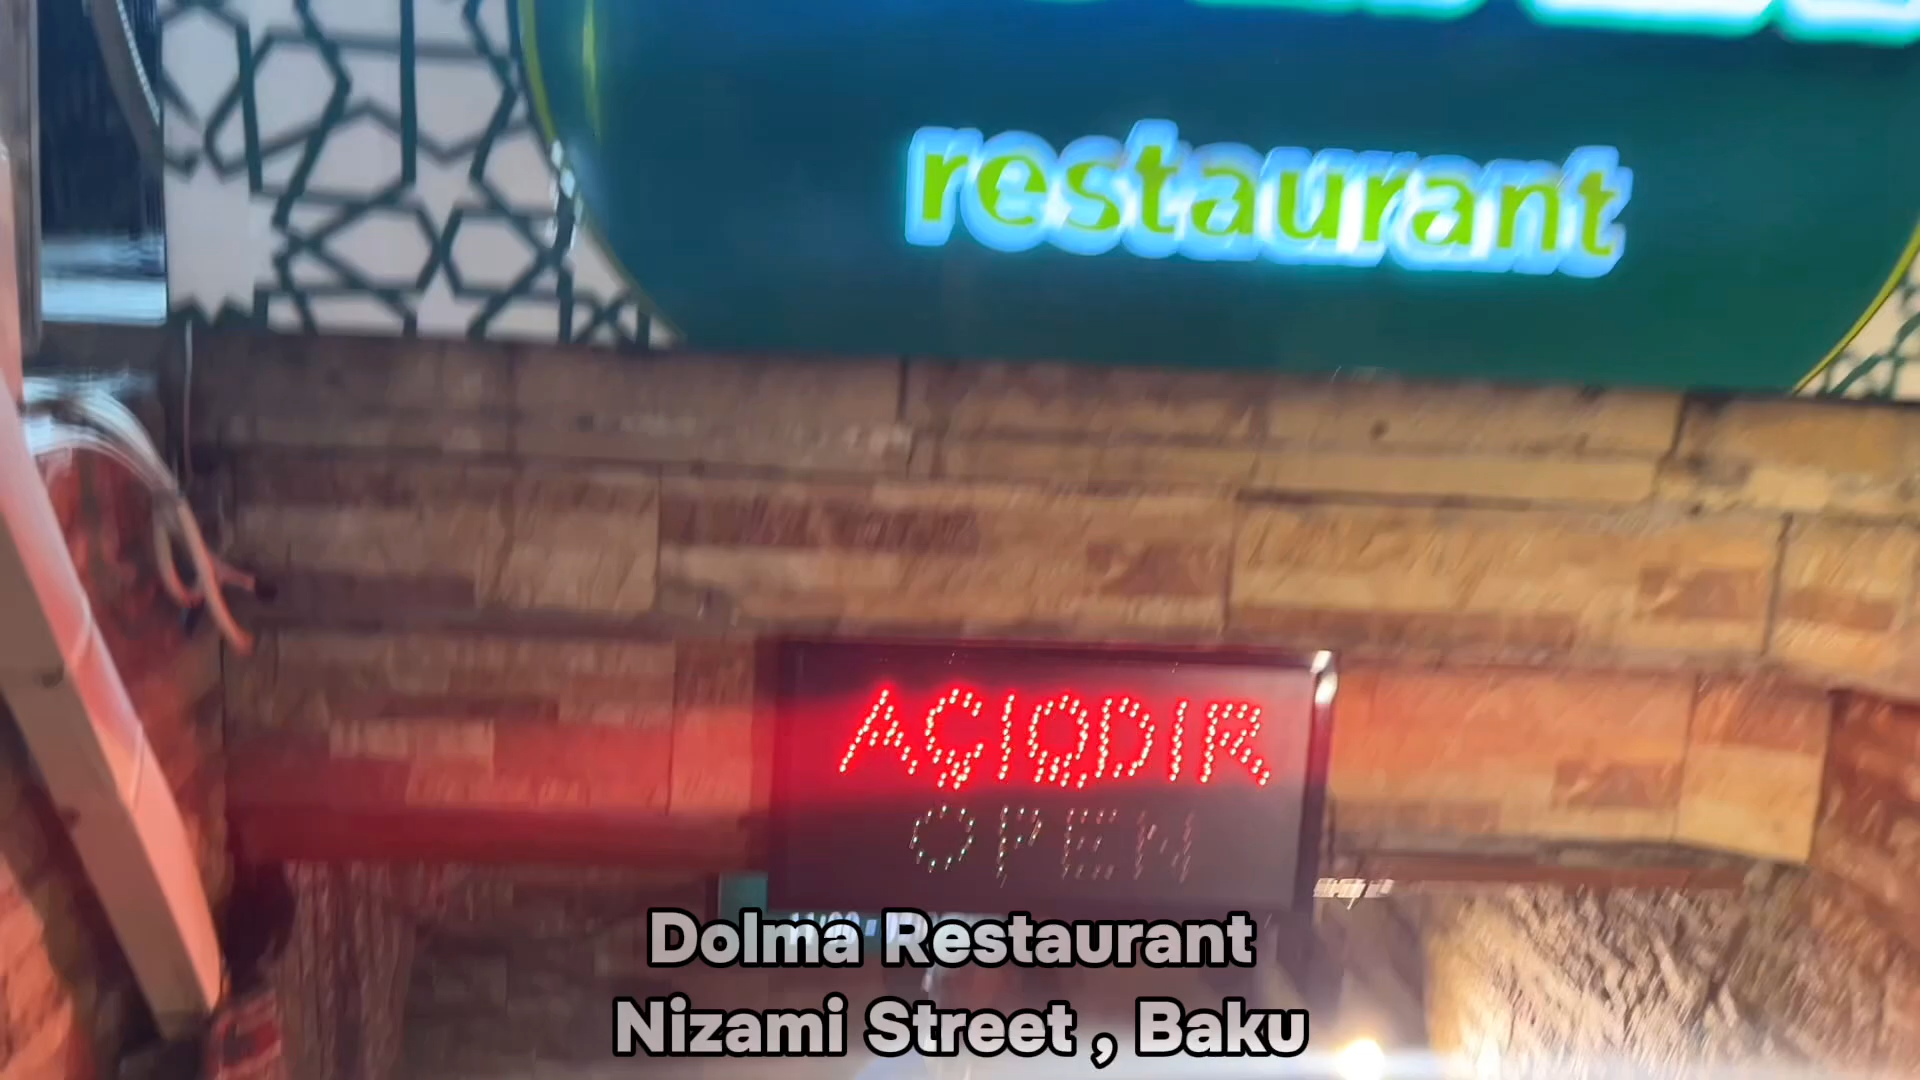 restaurant
AÇIQDIR
OPEN
Dolma Restaurant
Nizami Street , Baku